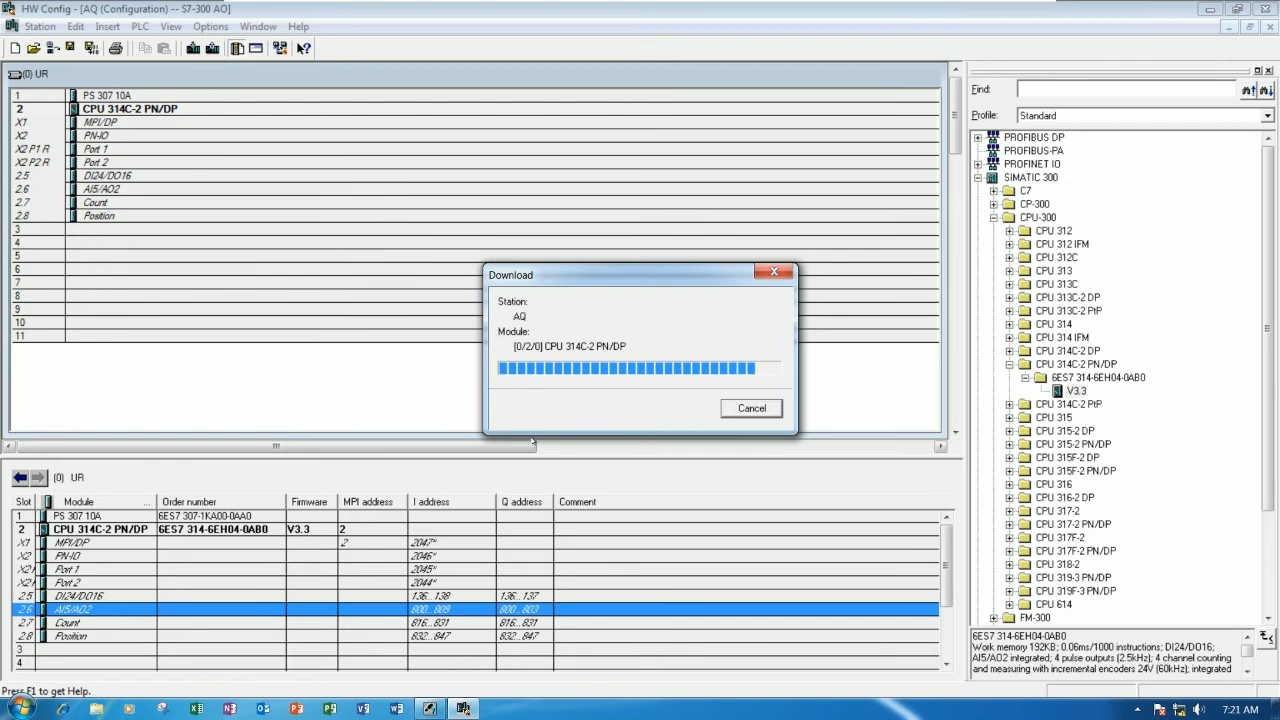 HW Config - [AQ (Configuration) -- S7-300 AO]
Station Edit Insert PLC View Options Window Help
(0) UR
1 PS 307 10A
2 CPU 314C-2 PN/DP
X1 MPI/DP
X2 PN-IO
X2 P1 R Port 1
X2 P2 R Port 2
2.5 DI24/DO16
2.6 AI5/AO2
2.7 Count
2.8 Position
3
4
5
6
7
8
9
10
11
Download
Station:
AQ
Module:
[0/2/0] CPU 314C-2 PN/DP
Cancel
Find:
Profile: Standard
PROFIBUS DP
PROFIBUS-PA
PROFINET IO
SIMATIC 300
C7
CP-300
CPU-300
CPU 312
CPU 312 IFM
CPU 312C
CPU 313
CPU 313C
CPU 313C-2 DP
CPU 313C-2 PtP
CPU 314
CPU 314 IFM
CPU 314C-2 DP
CPU 314C-2 PN/DP
6ES7 314-6EH04-0AB0
V3.3
CPU 314C-2 PtP
CPU 315
CPU 315-2 DP
CPU 315-2 PN/DP
CPU 315F-2 DP
CPU 315F-2 PN/DP
CPU 316
CPU 316-2 DP
CPU 317-2
CPU 317-2 PN/DP
CPU 317F-2
CPU 317F-2 PN/DP
CPU 318-2
CPU 319-3 PN/DP
CPU 319F-3 PN/DP
CPU 614
FM-300
6ES7 314-6EH04-0AB0
Work memory 192KB; 0.06ms/1000 instructions; DI24/DO16;
AI5/AO2 integrated; 4 pulse outputs (2.5kHz); 4 channel counting
and measuring with incremental encoders 24V (60kHz); integrated
(0) UR
Slot Module ... Order number Firmware MPI address I address Q address Comment
1 PS 307 10A 6ES7 307-1KA00-0AA0
2 CPU 314C-2 PN/DP 6ES7 314-6EH04-0AB0 V3.3 2
X1 MPI/DP 2 2047*
X2 PN-IO 2046*
X2 Port 1 2045*
X2 Port 2 2044*
2.5 DI24/DO16 136...138 136...137
2.6 AI5/AO2 800...809 800...803
2.7 Count 816...831 816...831
2.8 Position 832...847 832...847
3
4
Press F1 to get Help.
7:21 AM